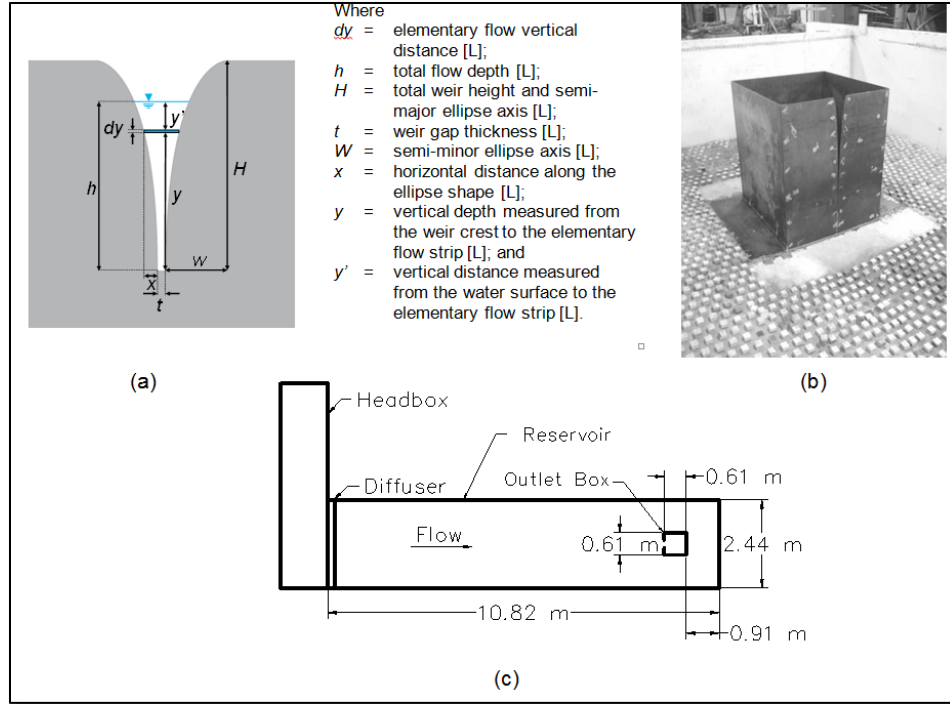 Where
dy = elementary flow vertical
distance [L];
h = total flow depth [L];
H = total weir height and semi-
major ellipse axis [L];
t = weir gap thickness [L];
W = semi-minor ellipse axis [L];
x = horizontal distance along the
ellipse shape [L];
y = vertical depth measured from
the weir crest to the elementary
flow strip [L]; and
y' = vertical distance measured
from the water surface to the
elementary flow strip [L].
dy
y'
h
y
H
W
x
t
(a)
(b)
Headbox
Reservoir
Diffuser
Outlet Box
0.61 m
Flow
0.61 m
2.44 m
10.82 m
0.91 m
(c)